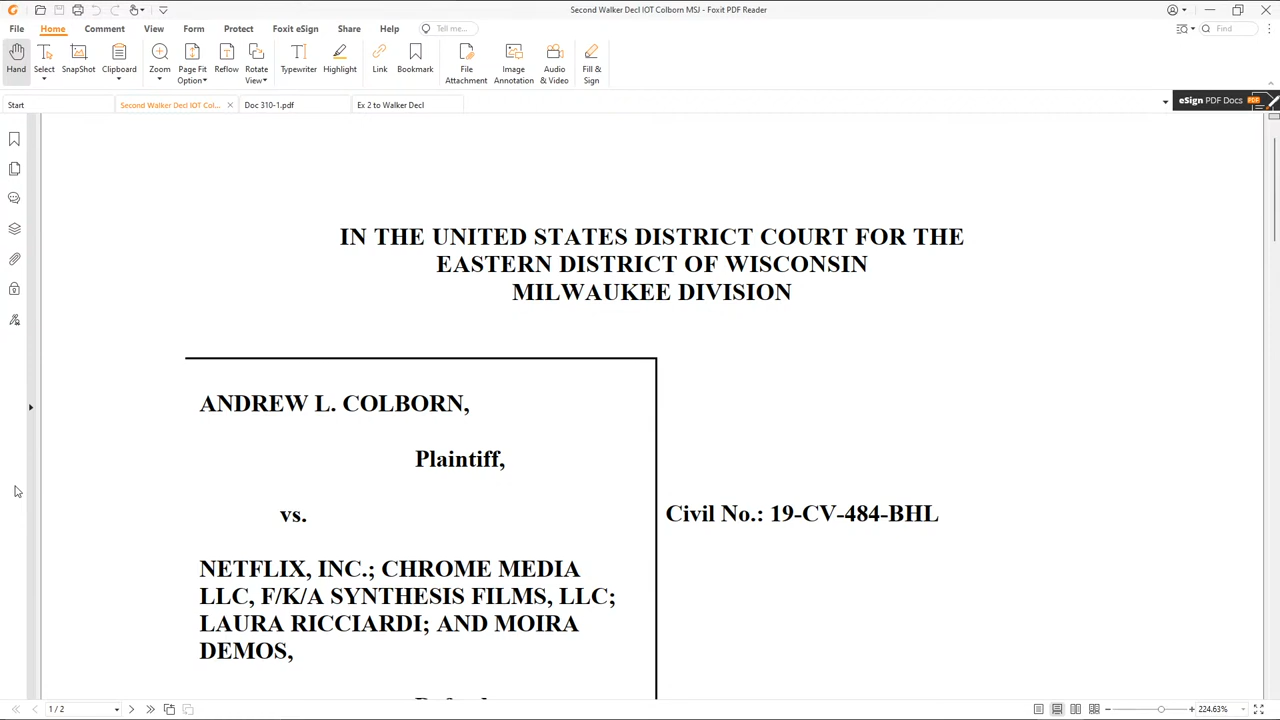 Second Walker Decl IOT Colborn MSJ - Foxit PDF Reader
File Home Comment View Form Protect Foxit eSign Share Help Tell me... Find
Hand Select SnapShot Clipboard Zoom Page Fit Option Reflow Rotate View Typewriter Highlight Link Bookmark File Attachment Image Annotation Audio & Video Fill & Sign
Start Second Walker Decl IOT Col... Doc 310-1.pdf Ex 2 to Walker Decl eSign PDF Docs
IN THE UNITED STATES DISTRICT COURT FOR THE
EASTERN DISTRICT OF WISCONSIN
MILWAUKEE DIVISION
ANDREW L. COLBORN,
Plaintiff,
vs.
Civil No.: 19-CV-484-BHL
NETFLIX, INC.; CHROME MEDIA
LLC, F/K/A SYNTHESIS FILMS, LLC;
LAURA RICCIARDI; AND MOIRA
DEMOS,
1 / 2 224.63%